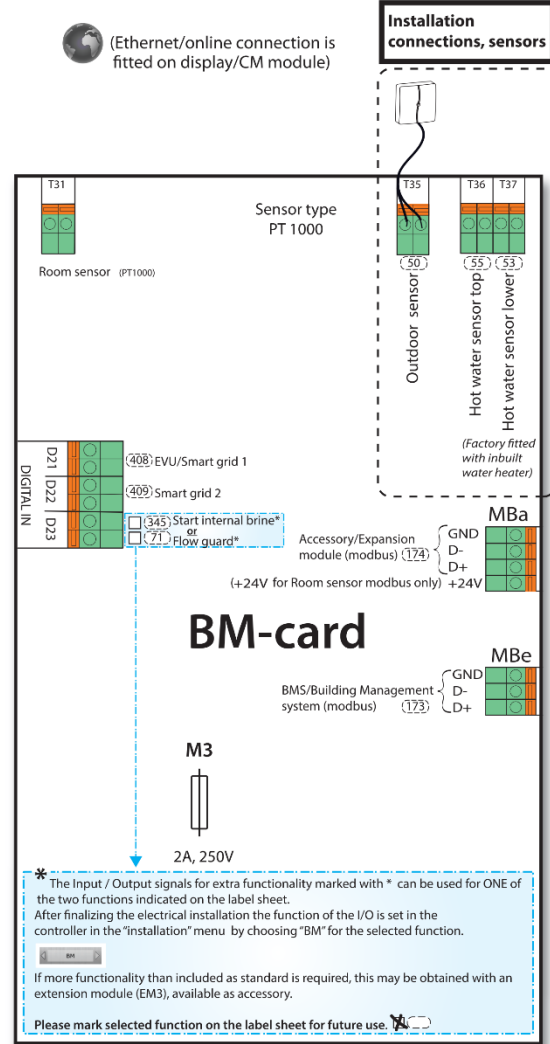 (Ethernet/online connection is
fitted on display/CM module)
Installation
connections, sensors
T31
Sensor type
PT 1000
T35
T36
T37
Room sensor (PT1000)
50
55
53
Outdoor sensor
Hot water sensor top
Hot water sensor lower
(Factory fitted
with inbuilt
water heater)
DIGITAL IN
D21
D22
D23
408 EVU/Smart grid 1
409 Smart grid 2
345 Start internal brine*
or
71 Flow guard*
MBa
Accessory/Expansion
module (modbus) 174
GND
D-
D+
(+24V for Room sensor modbus only) +24V
BM-card
MBe
BMS/Building Management
system (modbus) 173
GND
D-
D+
M3
2A, 250V
* The Input / Output signals for extra functionality marked with * can be used for ONE of
the two functions indicated on the label sheet.
After finalizing the electrical installation the function of the I/O is set in the
controller in the "installation" menu by choosing "BM" for the selected function.
BM
If more functionality than included as standard is required, this may be obtained with an
extension module (EM3), available as accessory.
Please mark selected function on the label sheet for future use. X